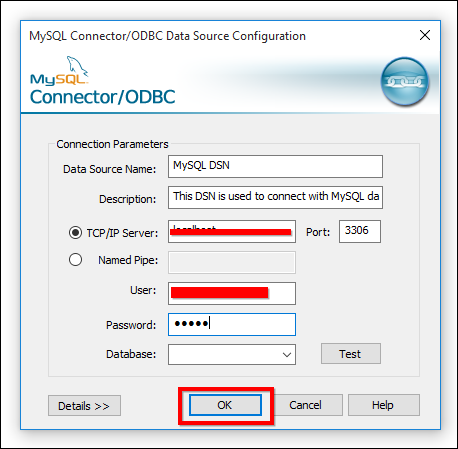 MySQL Connector/ODBC Data Source Configuration
MySQL
Connector/ODBC
Connection Parameters
Data Source Name: MySQL DSN
Description: This DSN is used to connect with MySQL da
TCP/IP Server: Port: 3306
Named Pipe:
User:
Password: •••••
Database: Test
Details >> OK Cancel Help